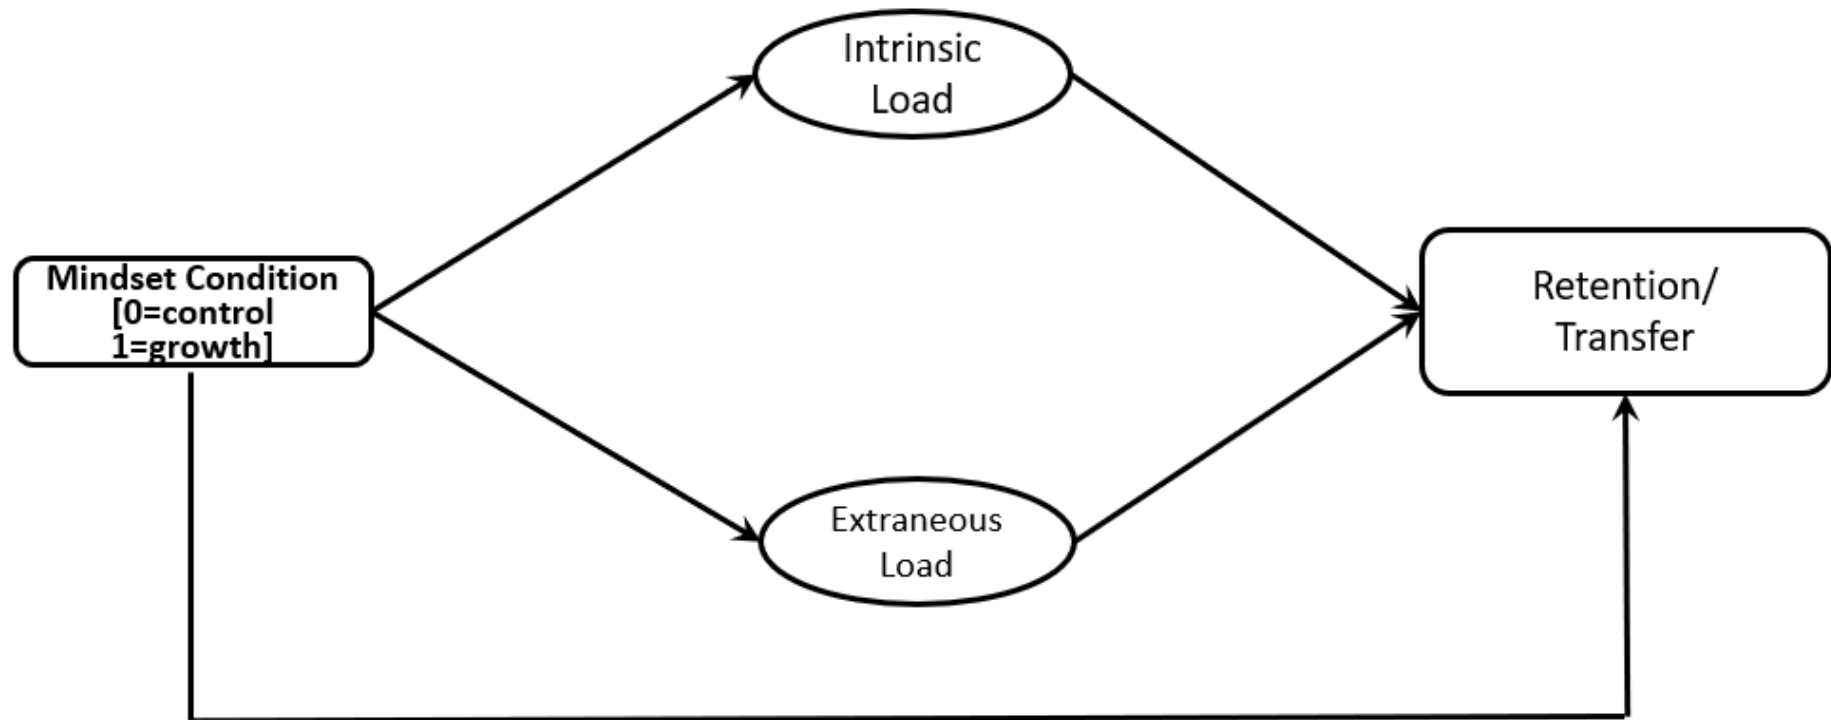 Intrinsic
Load
Mindset Condition
[0=control
1=growth]
Retention/
Transfer
Extraneous
Load